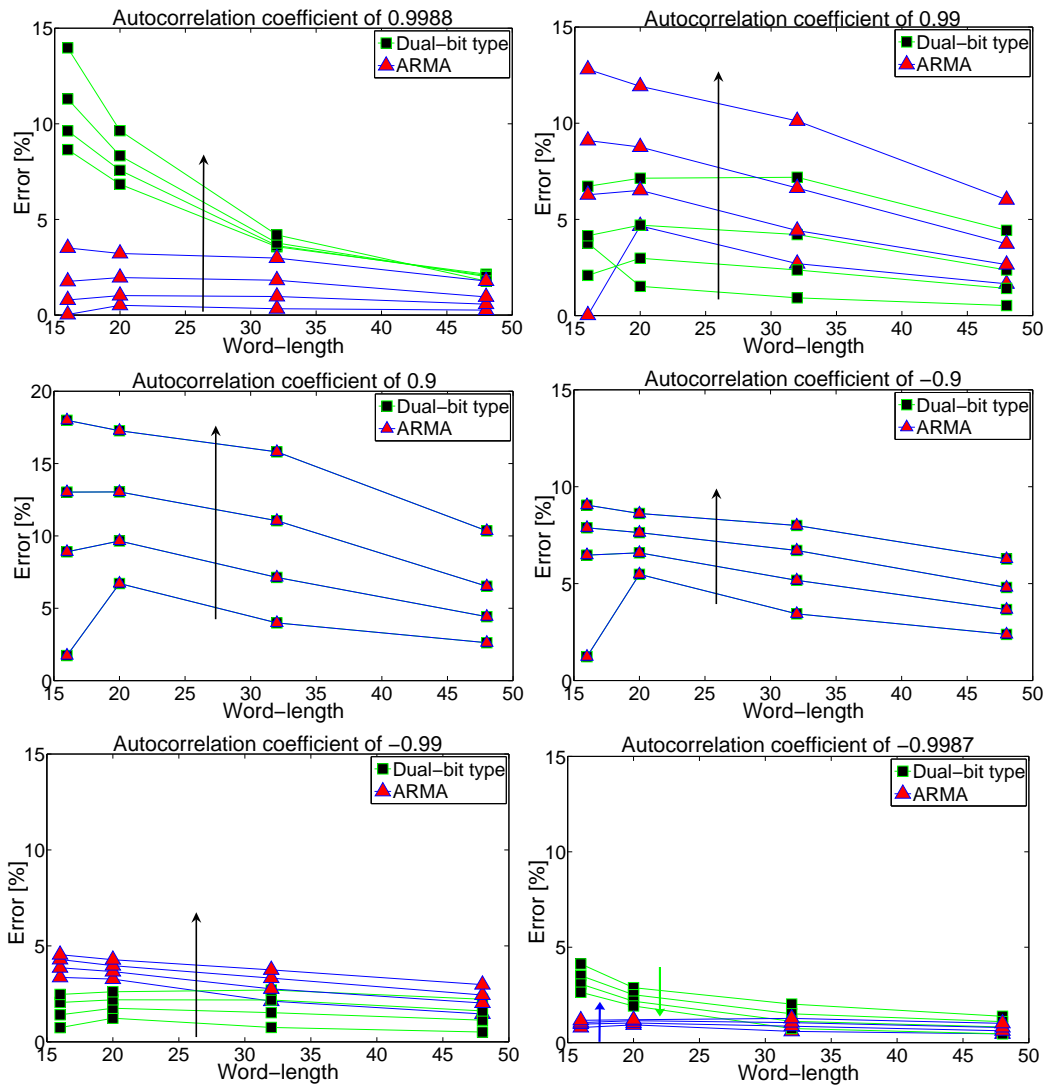 Autocorrelation coefficient of 0.9988
15
10
5
0
Error [%]
15 20 25 30 35 40 45 50
Word−length
Dual−bit type
ARMA
Autocorrelation coefficient of 0.99
15
10
5
0
Error [%]
15 20 25 30 35 40 45 50
Word−length
Dual−bit type
ARMA
Autocorrelation coefficient of 0.9
20
15
10
5
0
Error [%]
15 20 25 30 35 40 45 50
Word−length
Dual−bit type
ARMA
Autocorrelation coefficient of −0.9
15
10
5
0
Error [%]
15 20 25 30 35 40 45 50
Word−length
Dual−bit type
ARMA
Autocorrelation coefficient of −0.99
15
10
5
0
Error [%]
15 20 25 30 35 40 45 50
Word−length
Dual−bit type
ARMA
Autocorrelation coefficient of −0.9987
15
10
5
0
Error [%]
15 20 25 30 35 40 45 50
Word−length
Dual−bit type
ARMA